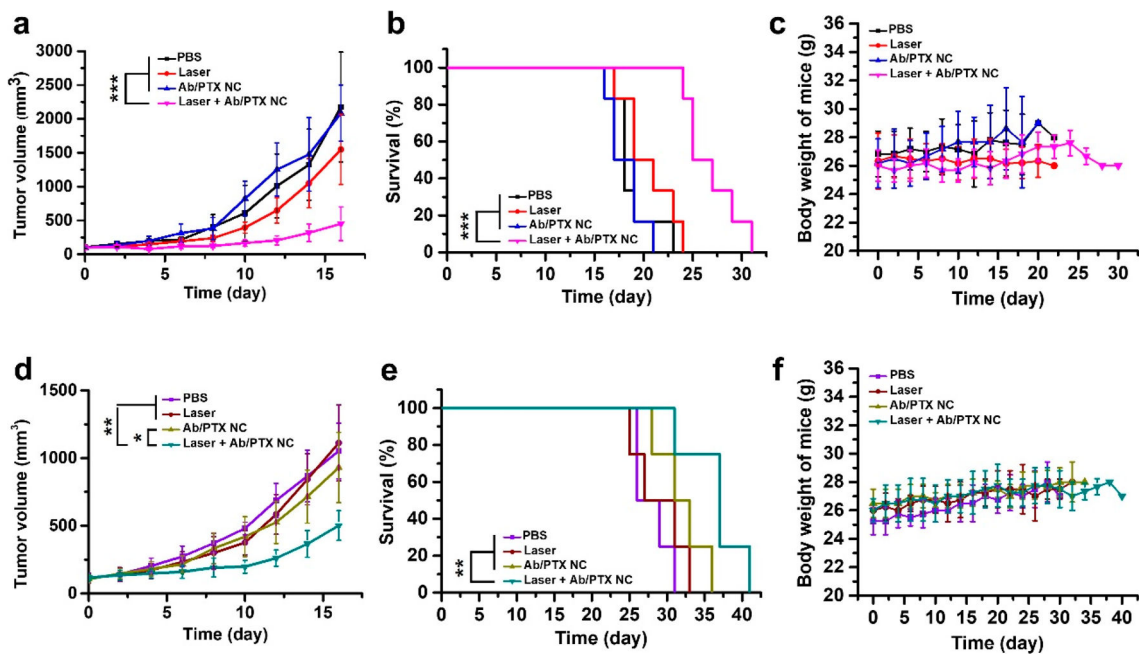 a
Tumor volume (mm³)
3000
2500
2000
1500
1000
500
0
0 5 10 15
Time (day)
***
PBS
Laser
Ab/PTX NC
Laser + Ab/PTX NC
b
Survival (%)
100
80
60
40
20
0
0 5 10 15 20 25 30
Time (day)
***
PBS
Laser
Ab/PTX NC
Laser + Ab/PTX NC
c
Body weight of mice (g)
36
34
32
30
28
26
24
22
20
0 5 10 15 20 25 30
Time (day)
PBS
Laser
Ab/PTX NC
Laser + Ab/PTX NC
d
Tumor volume (mm³)
1500
1000
500
0
0 5 10 15
Time (day)
**
*
PBS
Laser
Ab/PTX NC
Laser + Ab/PTX NC
e
Survival (%)
100
80
60
40
20
0
0 5 10 15 20 25 30 35 40
Time (day)
**
PBS
Laser
Ab/PTX NC
Laser + Ab/PTX NC
f
Body weight of mice (g)
36
34
32
30
28
26
24
22
20
0 5 10 15 20 25 30 35 40
Time (day)
PBS
Laser
Ab/PTX NC
Laser + Ab/PTX NC